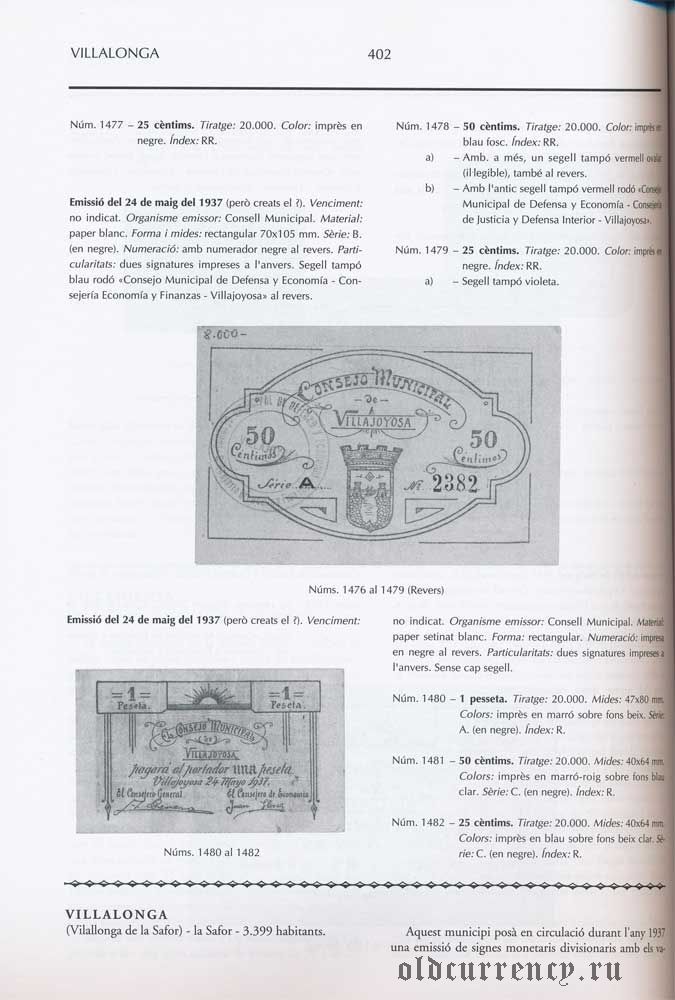 VILLALONGA
402
Núm. 1477 – 25 cèntims. Tiratge: 20.000. Color: imprès en
negre. Índex: RR.
Emissió del 24 de maig del 1937 (però creats el ?). Venciment:
no indicat. Organisme emissor: Consell Municipal. Material:
paper blanc. Forma i mides: rectangular 70x105 mm. Sèrie: B.
(en negre). Numeració: amb numerador negre al revers. Parti-
cularitats: dues signatures impreses a l'anvers. Segell tampó
blau rodó «Consejo Municipal de Defensa y Economía - Con-
sejería Economía y Finanzas - Villajoyosa» al revers.
Núm. 1478 – 50 cèntims. Tiratge: 20.000. Color: imprès en
blau fosc. Índex: RR.
a) – Amb. a més, un segell tampó vermell ovalat
(il·legible), també al revers.
b) – Amb l'antic segell tampó vermell rodó «Consejo
Municipal de Defensa y Economía - Consejería
de Justicia y Defensa Interior - Villajoyosa».
Núm. 1479 – 25 cèntims. Tiratge: 20.000. Color: imprès en
negre. Índex: RR.
a) – Segell tampó violeta.
8.000-
CONSEJO MUNICIPAL
-de-
VILLAJOYOSA
50
Centimos
50
Centimos
Série A
Nº 2382
Núms. 1476 al 1479 (Revers)
Emissió del 24 de maig del 1937 (però creats el ?). Venciment:
=1=
Peseta.
=1=
Peseta.
El CONSEJO MUNICIPAL
DE
VILLAJOYOSA
pagará al portador UNA peseta
Villajoyosa 24 Mayo 1937.
El Consejero General
El Consejero de Economia
Núms. 1480 al 1482
no indicat. Organisme emissor: Consell Municipal. Material:
paper setinat blanc. Forma: rectangular. Numeració: impresa
en negre al revers. Particularitats: dues signatures impreses a
l'anvers. Sense cap segell.
Núm. 1480 – 1 pesseta. Tiratge: 20.000. Mides: 47x80 mm.
Colors: imprès en marró sobre fons beix. Sèrie:
A. (en negre). Índex: R.
Núm. 1481 – 50 cèntims. Tiratge: 20.000. Mides: 40x64 mm.
Colors: imprès en marró-roig sobre fons blau
clar. Sèrie: C. (en negre). Índex: R.
Núm. 1482 – 25 cèntims. Tiratge: 20.000. Mides: 40x64 mm.
Colors: imprès en blau sobre fons beix clar. Sè-
rie: C. (en negre). Índex: R.
VILLALONGA
(Vilallonga de la Safor) - la Safor - 3.399 habitants.
Aquest municipi posà en circulació durant l'any 1937
una emissió de signes monetaris divisionaris amb els va-
oldcurrency.ru